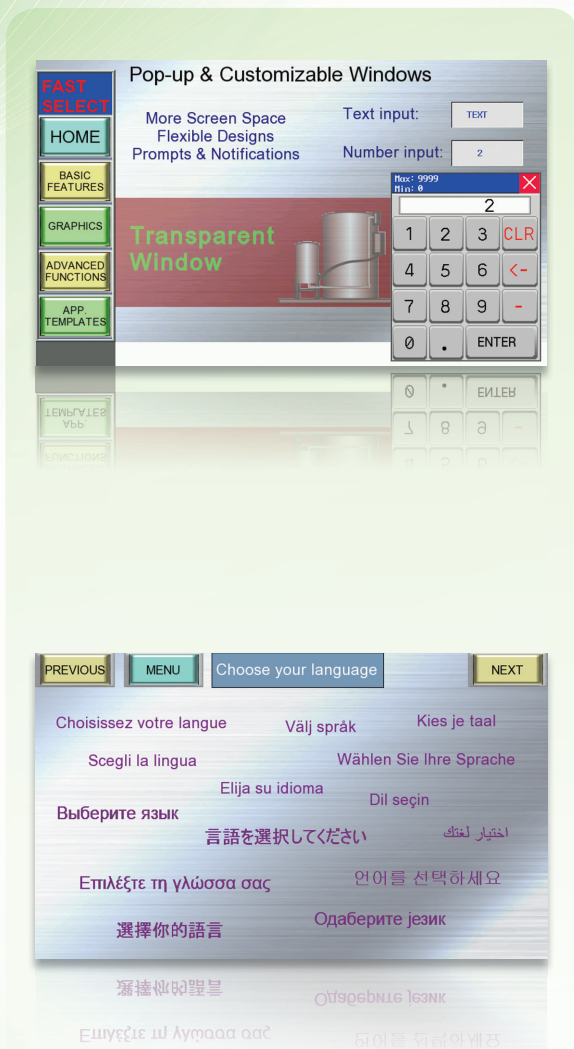 FAST
SELECT
HOME
BASIC
FEATURES
GRAPHICS
ADVANCED
FUNCTIONS
APP.
TEMPLATES
Pop-up & Customizable Windows
More Screen Space
Flexible Designs
Prompts & Notifications
Text input:
TEXT
Number input:
2
Transparent
Window
Max: 9999
Min: 0
X
2
1 2 3 CLR
4 5 6 <-
7 8 9 -
0 . ENTER
PREVIOUS
MENU
Choose your language
NEXT
Choisissez votre langue
Välj språk
Kies je taal
Scegli la lingua
Wählen Sie Ihre Sprache
Elija su idioma
Dil seçin
Выберите язык
言語を選択してください
اختيار لغتك
Επιλέξτε τη γλώσσα σας
언어를 선택하세요
選擇你的語言
Одаберите језик